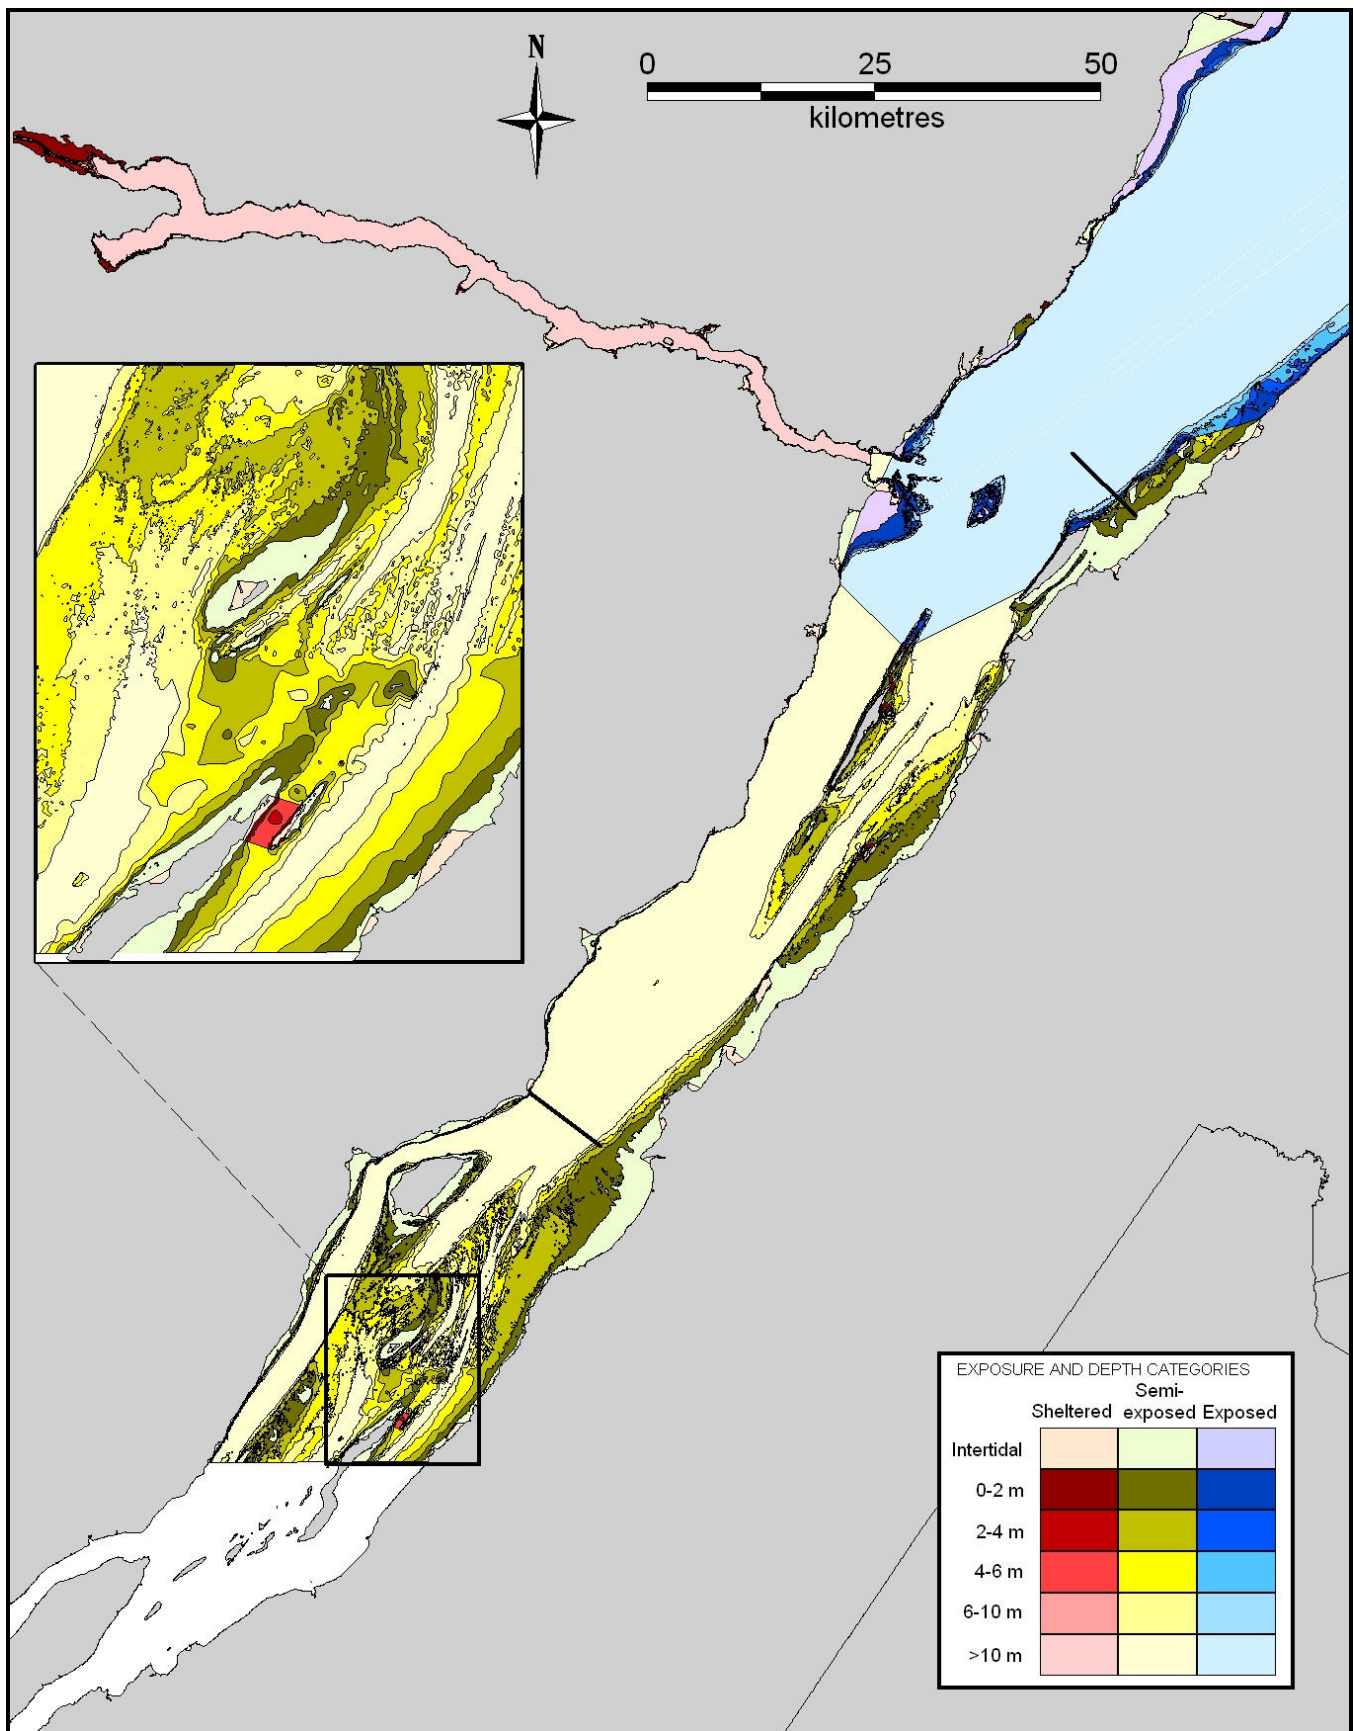 N
0 25 50
kilometres
EXPOSURE AND DEPTH CATEGORIES
Semi-
Sheltered exposed Exposed
Intertidal
0-2 m
2-4 m
4-6 m
6-10 m
>10 m